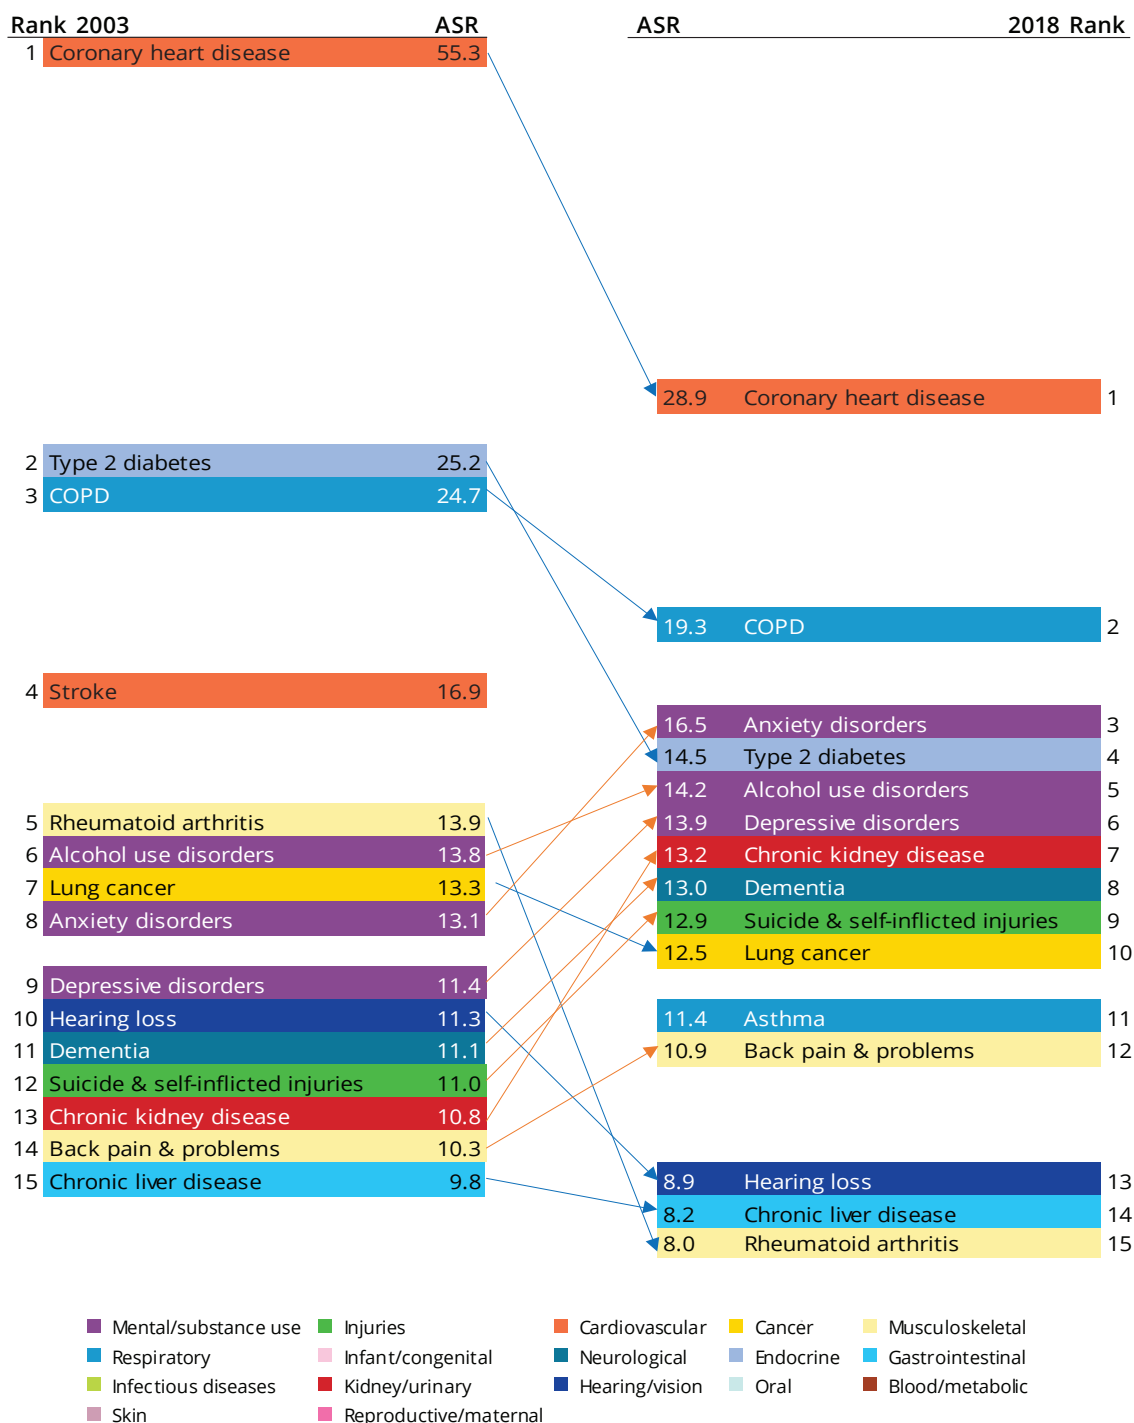 Rank 2003 ASR ASR 2018 Rank
1 Coronary heart disease 55.3
28.9 Coronary heart disease 1
2 Type 2 diabetes 25.2
3 COPD 24.7
19.3 COPD 2
4 Stroke 16.9
16.5 Anxiety disorders 3
14.5 Type 2 diabetes 4
14.2 Alcohol use disorders 5
5 Rheumatoid arthritis 13.9 13.9 Depressive disorders 6
6 Alcohol use disorders 13.8 13.2 Chronic kidney disease 7
7 Lung cancer 13.3 13.0 Dementia 8
8 Anxiety disorders 13.1 12.9 Suicide & self-inflicted injuries 9
12.5 Lung cancer 10
9 Depressive disorders 11.4
10 Hearing loss 11.3 11.4 Asthma 11
11 Dementia 11.1 10.9 Back pain & problems 12
12 Suicide & self-inflicted injuries 11.0
13 Chronic kidney disease 10.8
14 Back pain & problems 10.3
15 Chronic liver disease 9.8 8.9 Hearing loss 13
8.2 Chronic liver disease 14
8.0 Rheumatoid arthritis 15
Mental/substance use Injuries Cardiovascular Cancer Musculoskeletal
Respiratory Infant/congenital Neurological Endocrine Gastrointestinal
Infectious diseases Kidney/urinary Hearing/vision Oral Blood/metabolic
Skin Reproductive/maternal